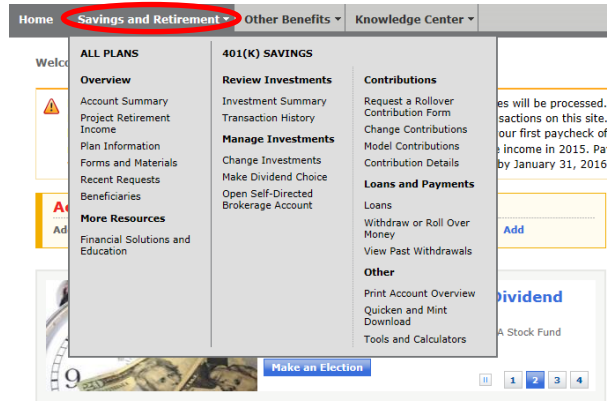 Home
Savings and Retirement
Other Benefits
Knowledge Center
Welco
ALL PLANS
Overview
Account Summary
Project Retirement
Income
Plan Information
Forms and Materials
Recent Requests
Beneficiaries
More Resources
Financial Solutions and
Education
401(K) SAVINGS
Review Investments
Investment Summary
Transaction History
Manage Investments
Change Investments
Make Dividend Choice
Open Self-Directed
Brokerage Account
Contributions
Request a Rollover
Contribution Form
Change Contributions
Model Contributions
Contribution Details
Loans and Payments
Loans
Withdraw or Roll Over
Money
View Past Withdrawals
Other
Print Account Overview
Quicken and Mint
Download
Tools and Calculators
es will be processed.
sactions on this site.
our first paycheck of
e income in 2015. Pa
by January 31, 2016
Ad
Add
Dividend
A Stock Fund
9
Make an Election
1 2 3 4